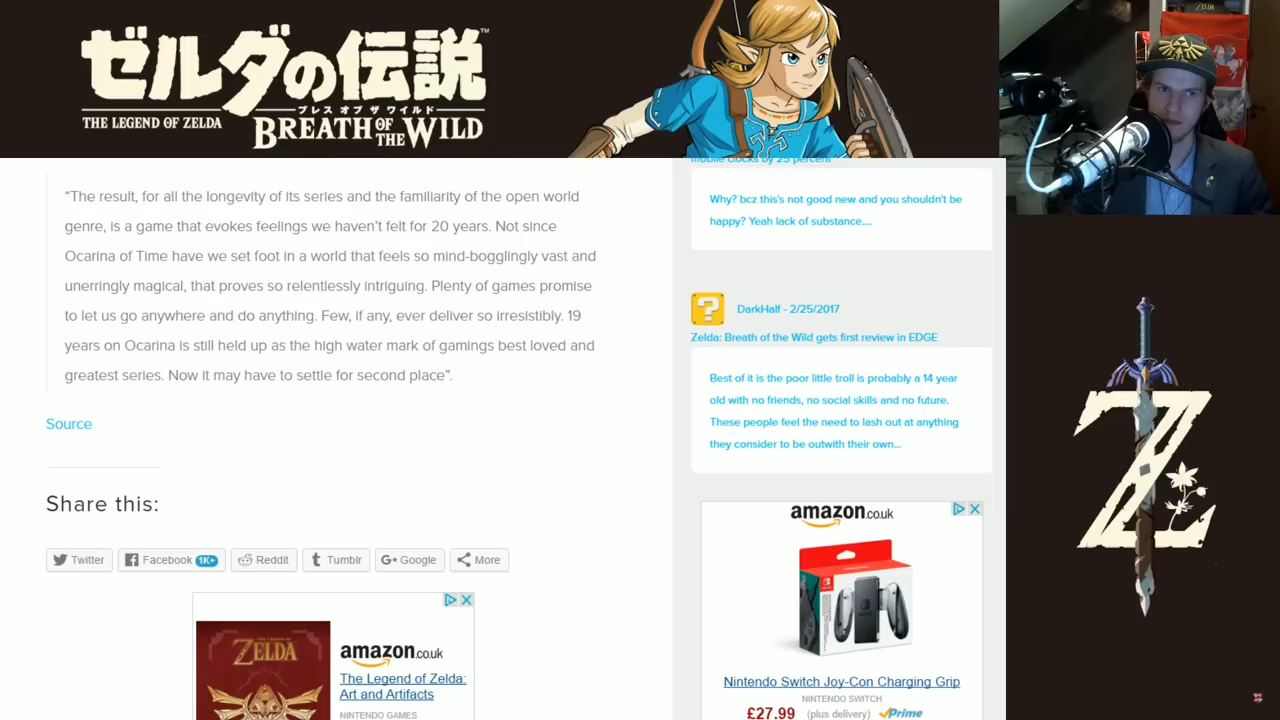 ゼルダの伝説
TM
ブレス オブ ザ ワイルド
THE LEGEND OF ZELDA
BREATH OF THE WILD
“The result, for all the longevity of its series and the familiarity of the open world
genre, is a game that evokes feelings we haven’t felt for 20 years. Not since
Ocarina of Time have we set foot in a world that feels so mind-bogglingly vast and
unerringly magical, that proves so relentlessly intriguing. Plenty of games promise
to let us go anywhere and do anything. Few, if any, ever deliver so irresistibly. 19
years on Ocarina is still held up as the high water mark of gamings best loved and
greatest series. Now it may have to settle for second place”.
Source
Share this:
Twitter
Facebook 1K+
Reddit
Tumblr
G+ Google
More
ZELDA
amazon.co.uk
The Legend of Zelda:
Art and Artifacts
NINTENDO GAMES
mobile clocks by 25 percent
Why? bcz this's not good new and you shouldn't be
happy? Yeah lack of substance....
DarkHalf - 2/25/2017
Zelda: Breath of the Wild gets first review in EDGE
Best of it is the poor little troll is probably a 14 year
old with no friends, no social skills and no future.
These people feel the need to lash out at anything
they consider to be outwith their own...
amazon.co.uk
Nintendo Switch Joy-Con Charging Grip
NINTENDO SWITCH
£27.99 (plus delivery) Prime
Z